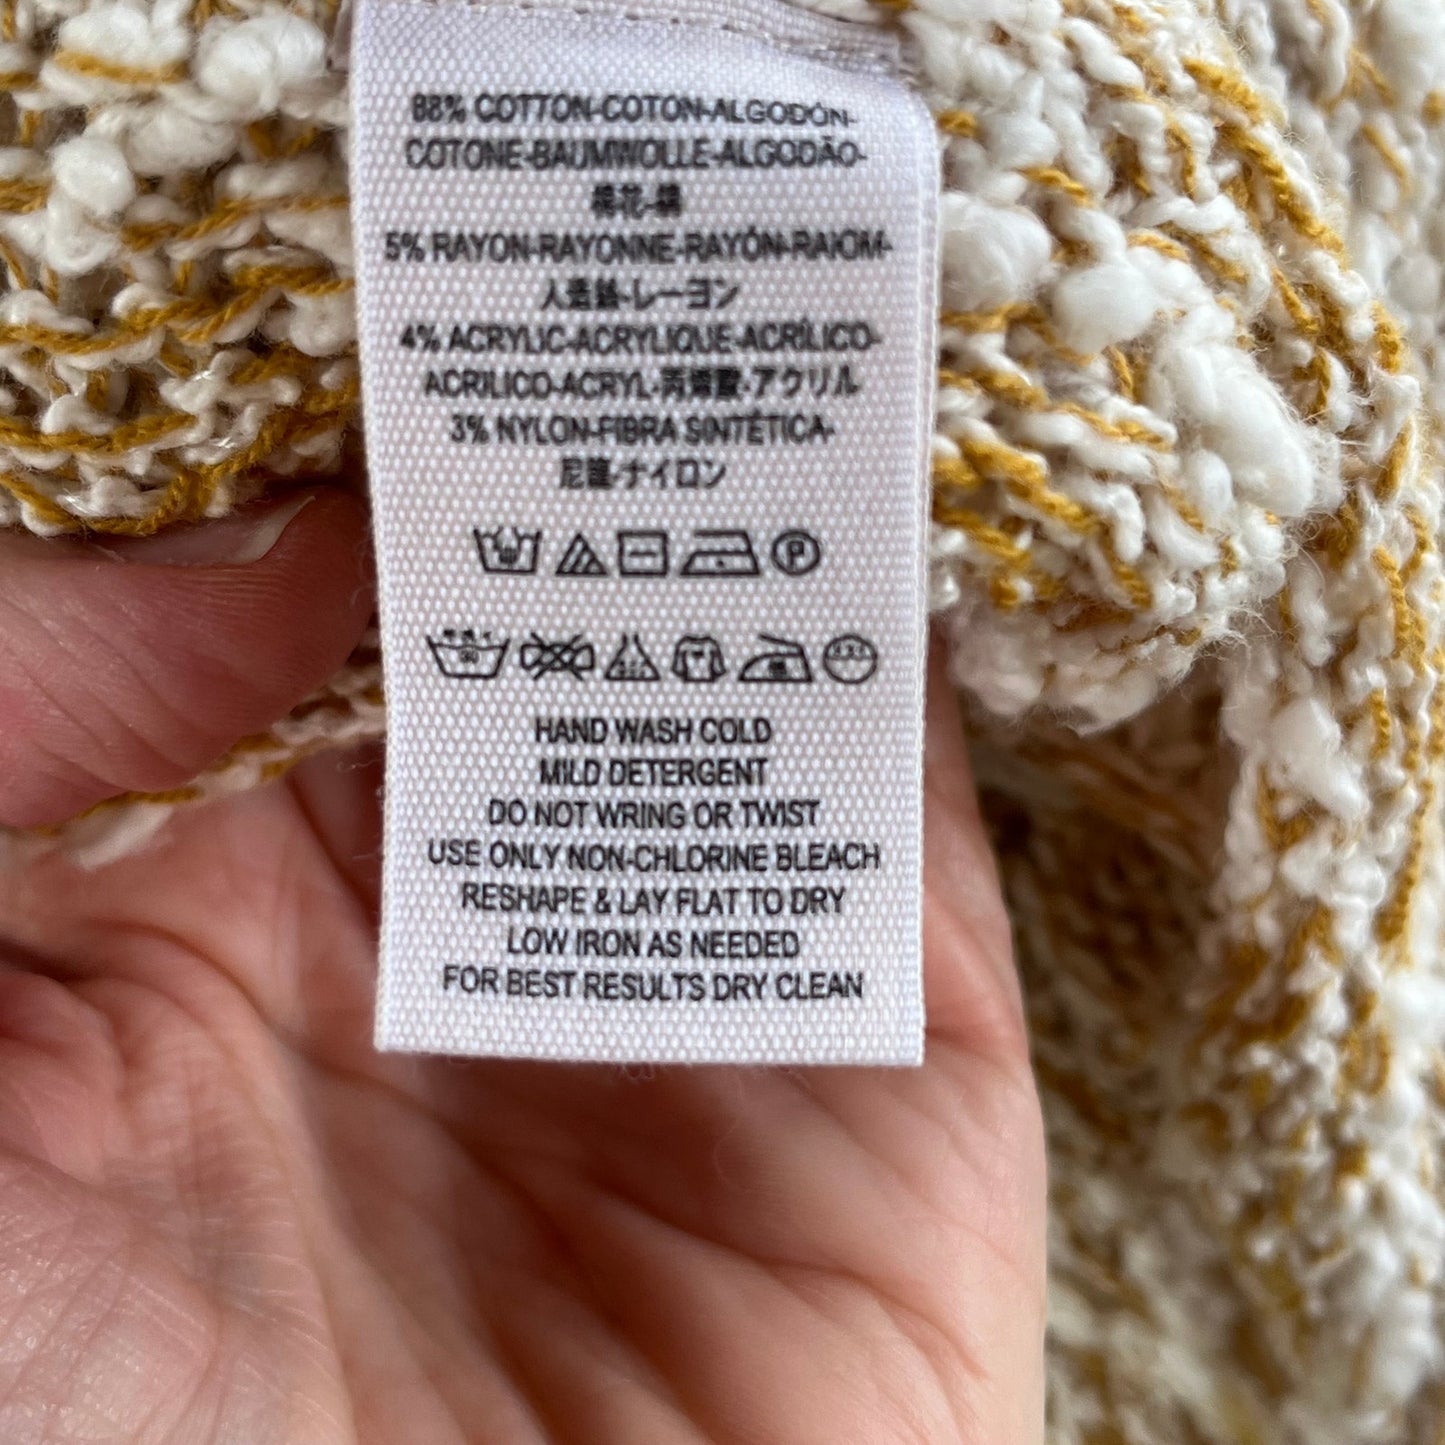 88% COTTON-COTON-ALGODÓN-
COTONE-BAUMWOLLE-ALGODÃO-
棉花-綿
5% RAYON-RAYONNE-RAYÓN-RAIOM-
人造絲-レーヨン
4% ACRYLIC-ACRYLIQUE-ACRÍLICO-
ACRILICO-ACRYL-丙烯酸-アクリル
3% NYLON-FIBRA SINTÉTICA-
尼龍-ナイロン
P
30
HAND WASH COLD
MILD DETERGENT
DO NOT WRING OR TWIST
USE ONLY NON-CHLORINE BLEACH
RESHAPE & LAY FLAT TO DRY
LOW IRON AS NEEDED
FOR BEST RESULTS DRY CLEAN